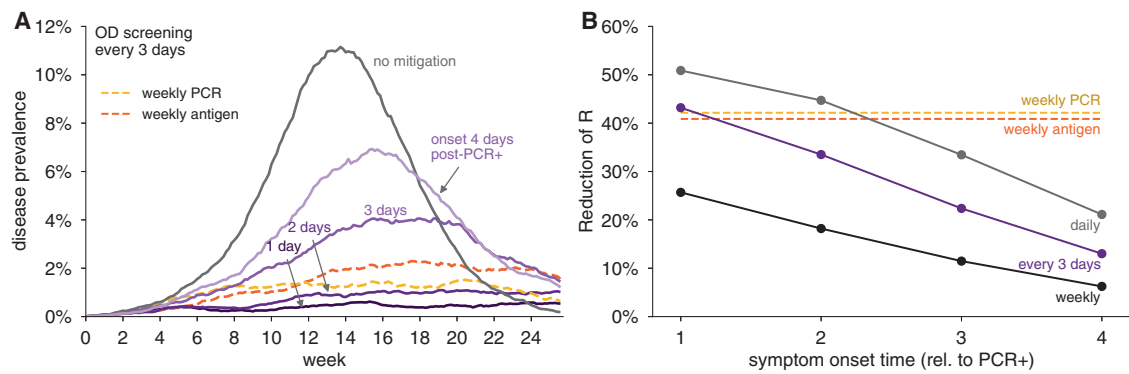 A
12%
10%
8%
6%
4%
2%
0%
disease prevalence
OD screening
every 3 days
weekly PCR
weekly antigen
no mitigation
onset 4 days
post-PCR+
3 days
2 days
1 day
0 2 4 6 8 10 12 14 16 18 20 22 24
week
B
60%
50%
40%
30%
20%
10%
0%
Reduction of R
weekly PCR
weekly antigen
daily
every 3 days
weekly
1 2 3 4
symptom onset time (rel. to PCR+)